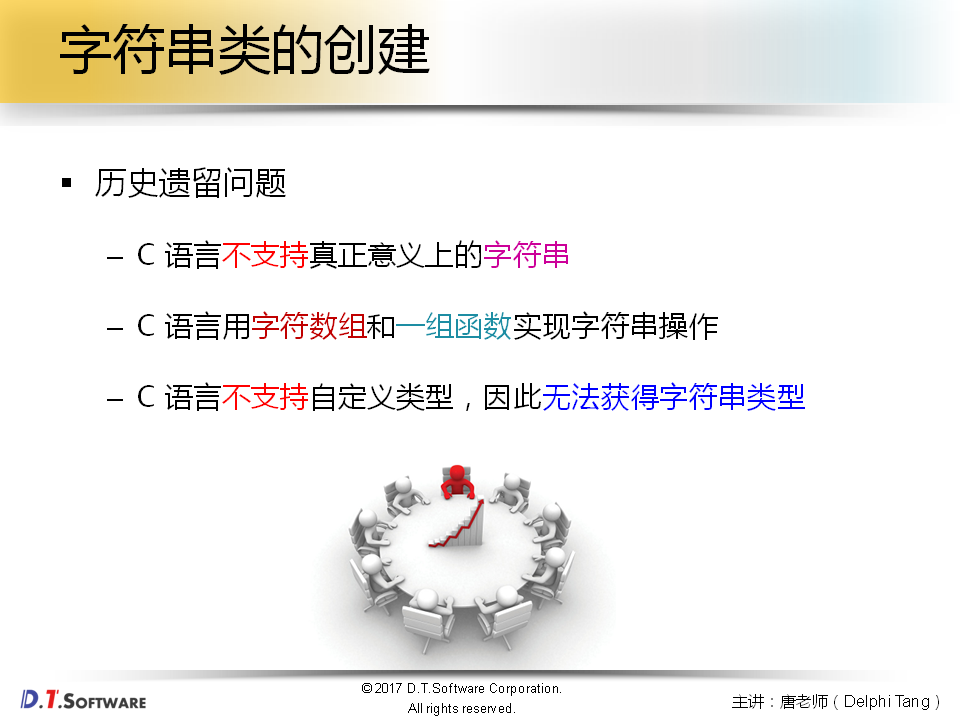 字符串类的创建
▪ 历史遗留问题
– C 语言不支持真正意义上的字符串
– C 语言用字符数组和一组函数实现字符串操作
– C 语言不支持自定义类型，因此无法获得字符串类型
D.T.SOFTWARE
©2017 D.T.Software Corporation.
All rights reserved.
主讲：唐老师（Delphi Tang）